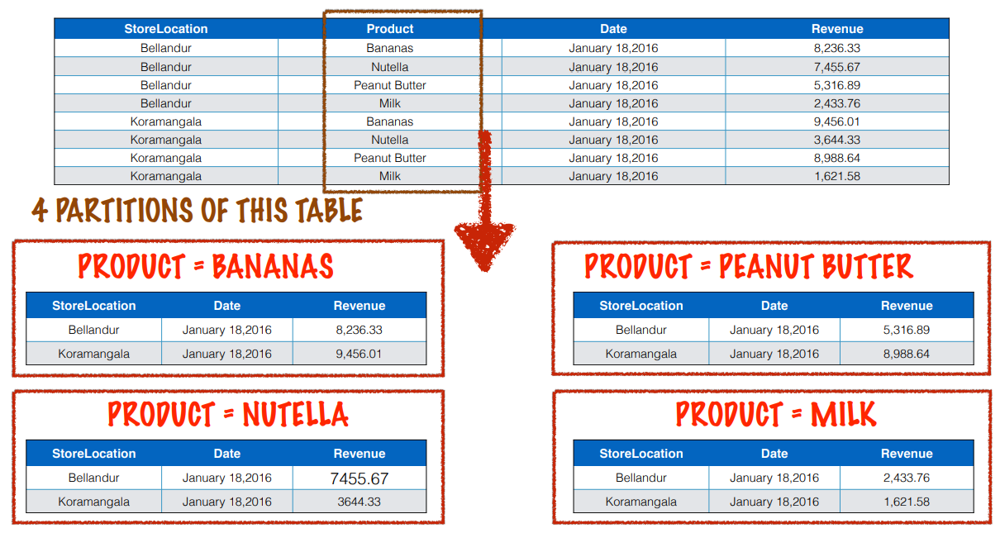 StoreLocation Product Date Revenue
Bellandur Bananas January 18,2016 8,236.33
Bellandur Nutella January 18,2016 7,455.67
Bellandur Peanut Butter January 18,2016 5,316.89
Bellandur Milk January 18,2016 2,433.76
Koramangala Bananas January 18,2016 9,456.01
Koramangala Nutella January 18,2016 3,644.33
Koramangala Peanut Butter January 18,2016 8,988.64
Koramangala Milk January 18,2016 1,621.58
4 PARTITIONS OF THIS TABLE
PRODUCT = BANANAS
StoreLocation Date Revenue
Bellandur January 18,2016 8,236.33
Koramangala January 18,2016 9,456.01
PRODUCT = PEANUT BUTTER
StoreLocation Date Revenue
Bellandur January 18,2016 5,316.89
Koramangala January 18,2016 8,988.64
PRODUCT = NUTELLA
StoreLocation Date Revenue
Bellandur January 18,2016 7455.67
Koramangala January 18,2016 3644.33
PRODUCT = MILK
StoreLocation Date Revenue
Bellandur January 18,2016 2,433.76
Koramangala January 18,2016 1,621.58